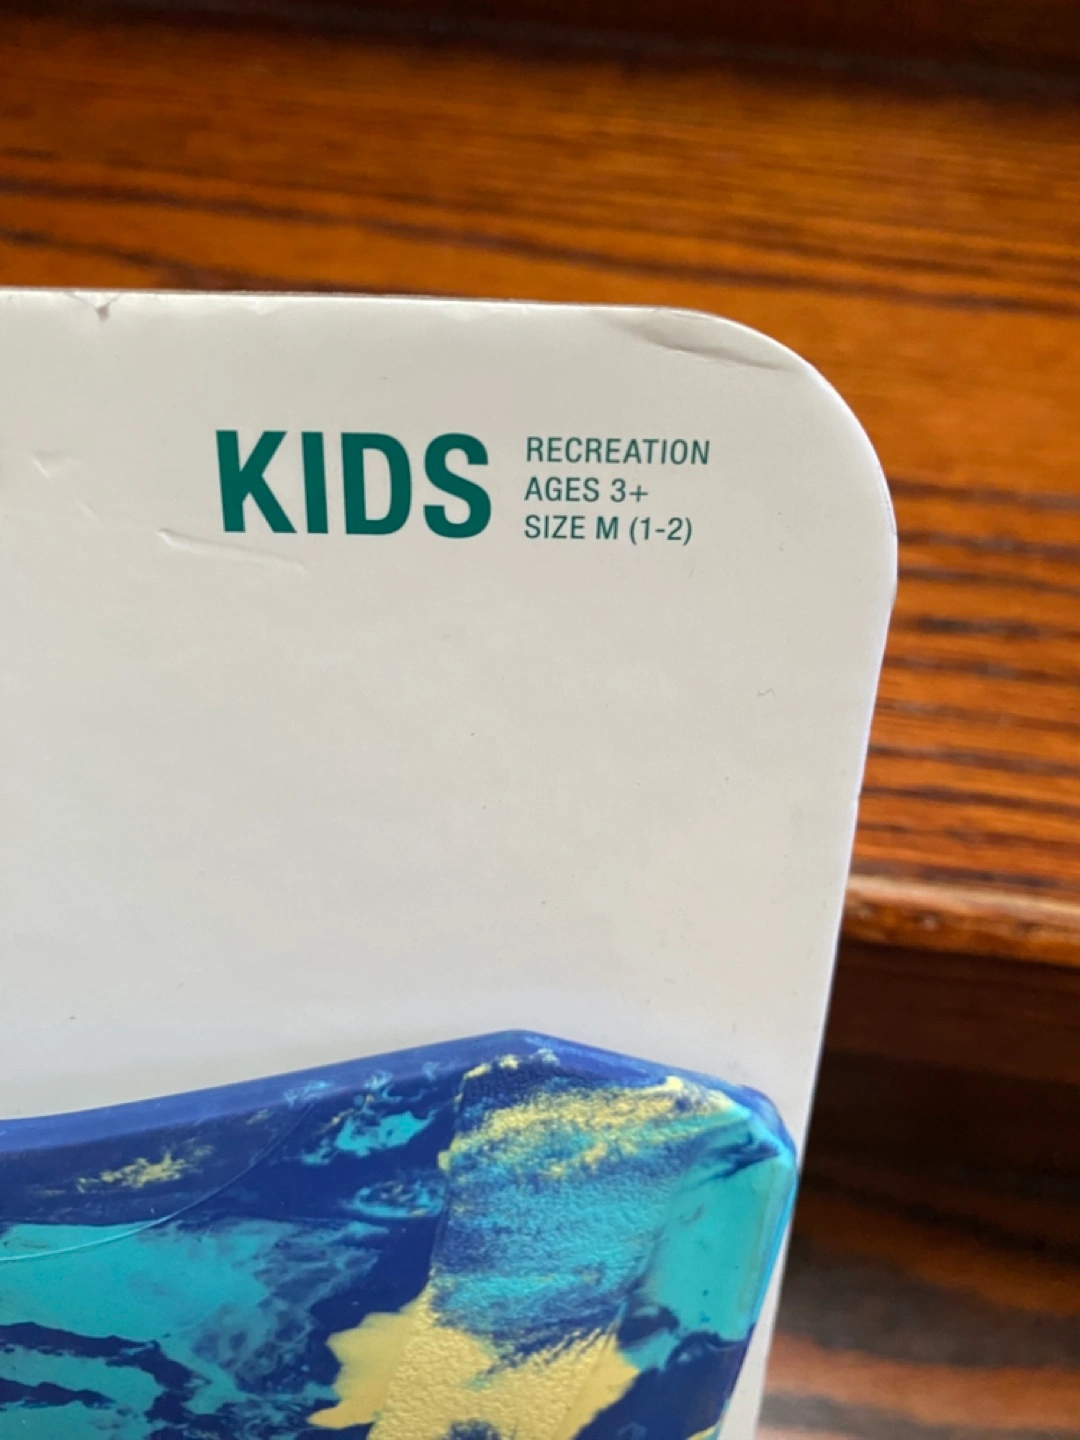 KIDS
RECREATION
AGES 3+
SIZE M (1-2)